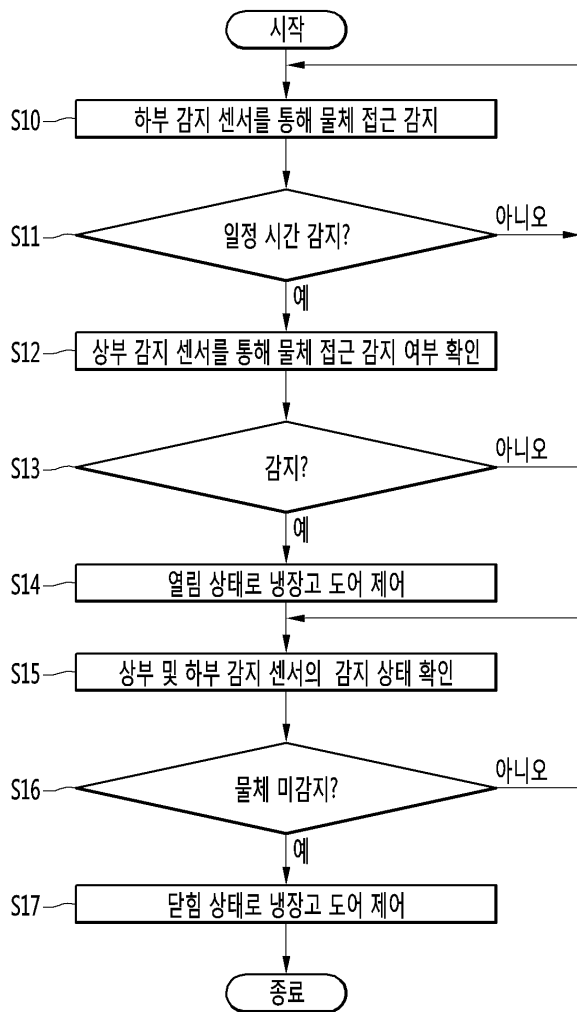 시작
S10
하부 감지 센서를 통해 물체 접근 감지
S11
일정 시간 감지?
아니오
예
S12
상부 감지 센서를 통해 물체 접근 감지 여부 확인
S13
감지?
아니오
예
S14
열림 상태로 냉장고 도어 제어
S15
상부 및 하부 감지 센서의 감지 상태 확인
S16
물체 미감지?
아니오
예
S17
닫힘 상태로 냉장고 도어 제어
종료